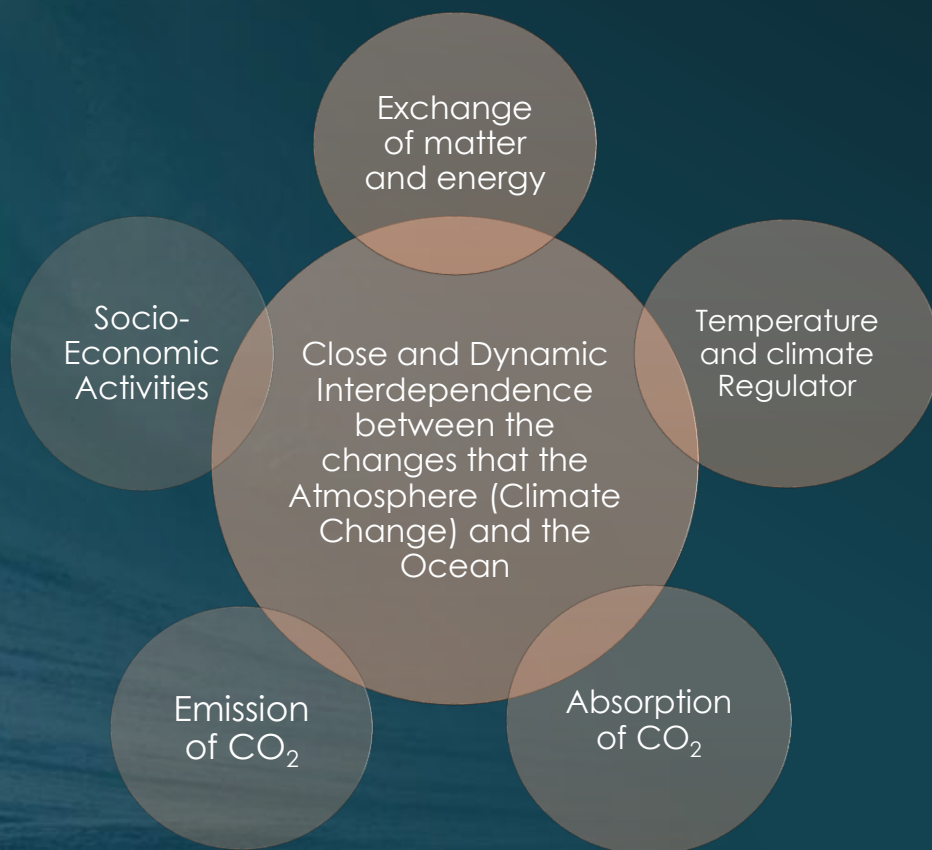 Exchange
of matter
and energy
Socio-
Economic
Activities
Close and Dynamic
Interdependence
between the
changes that the
Atmosphere (Climate
Change) and the
Ocean
Temperature
and climate
Regulator
Emission
of CO₂
Absorption
of CO₂